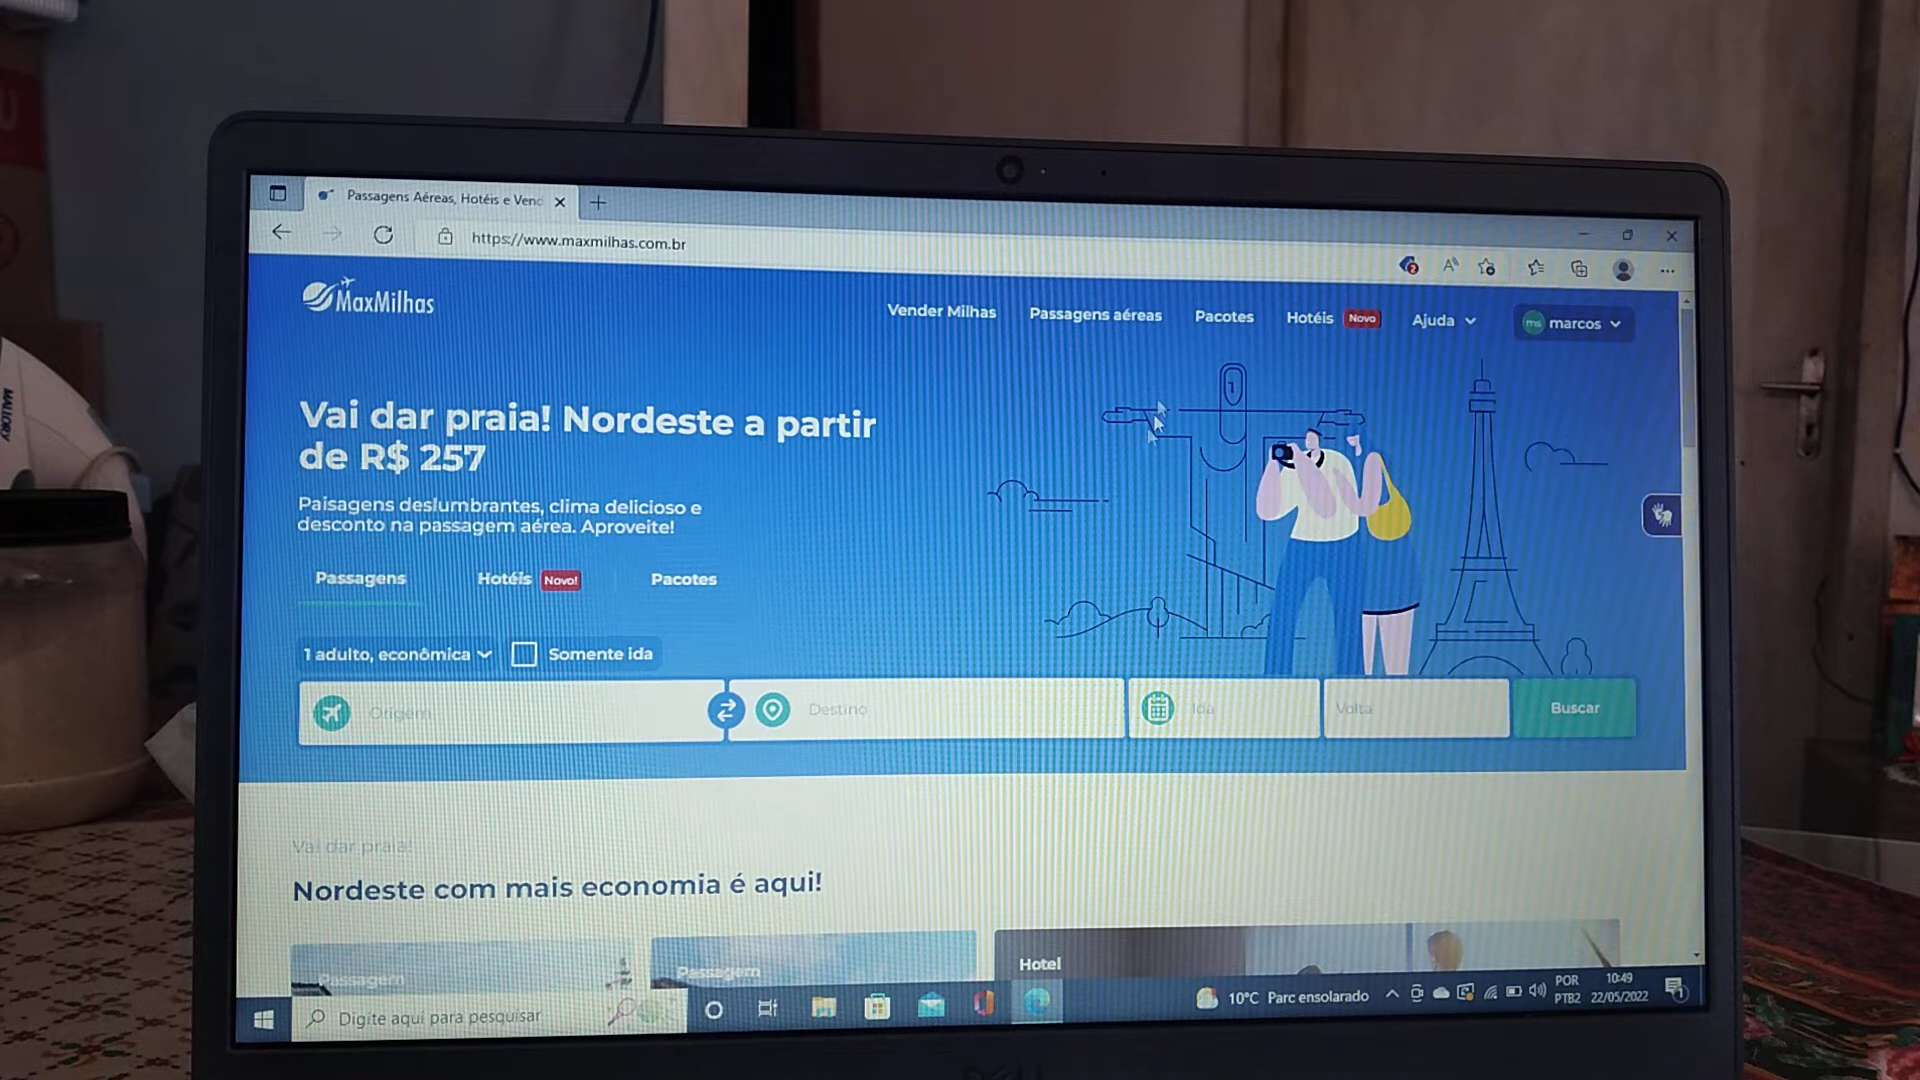 Passagens Aéreas, Hotéis e Venc
https://www.maxmilhas.com.br
MaxMilhas
Vender Milhas
Passagens aéreas
Pacotes
Hotéis Novo
Ajuda
ms marcos
Vai dar praia! Nordeste a partir
de R$ 257
Paisagens deslumbrantes, clima delicioso e
desconto na passagem aérea. Aproveite!
Passagens
Hotéis Novo!
Pacotes
1 adulto, econômica
Somente ida
Origem
Destino
Ida
Volta
Buscar
Vai dar praia!
Nordeste com mais economia é aqui!
Passagem
Passagem
Hotel
Digite aqui para pesquisar
10°C Parc ensolarado
POR
PTB2
10:49
22/05/2022
MALLORY